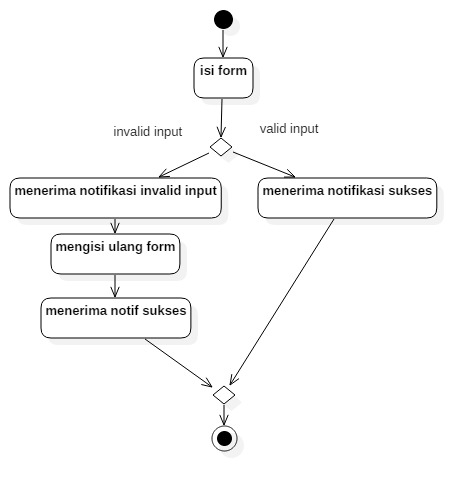 isi form
invalid input
valid input
menerima notifikasi invalid input
menerima notifikasi sukses
mengisi ulang form
menerima notif sukses